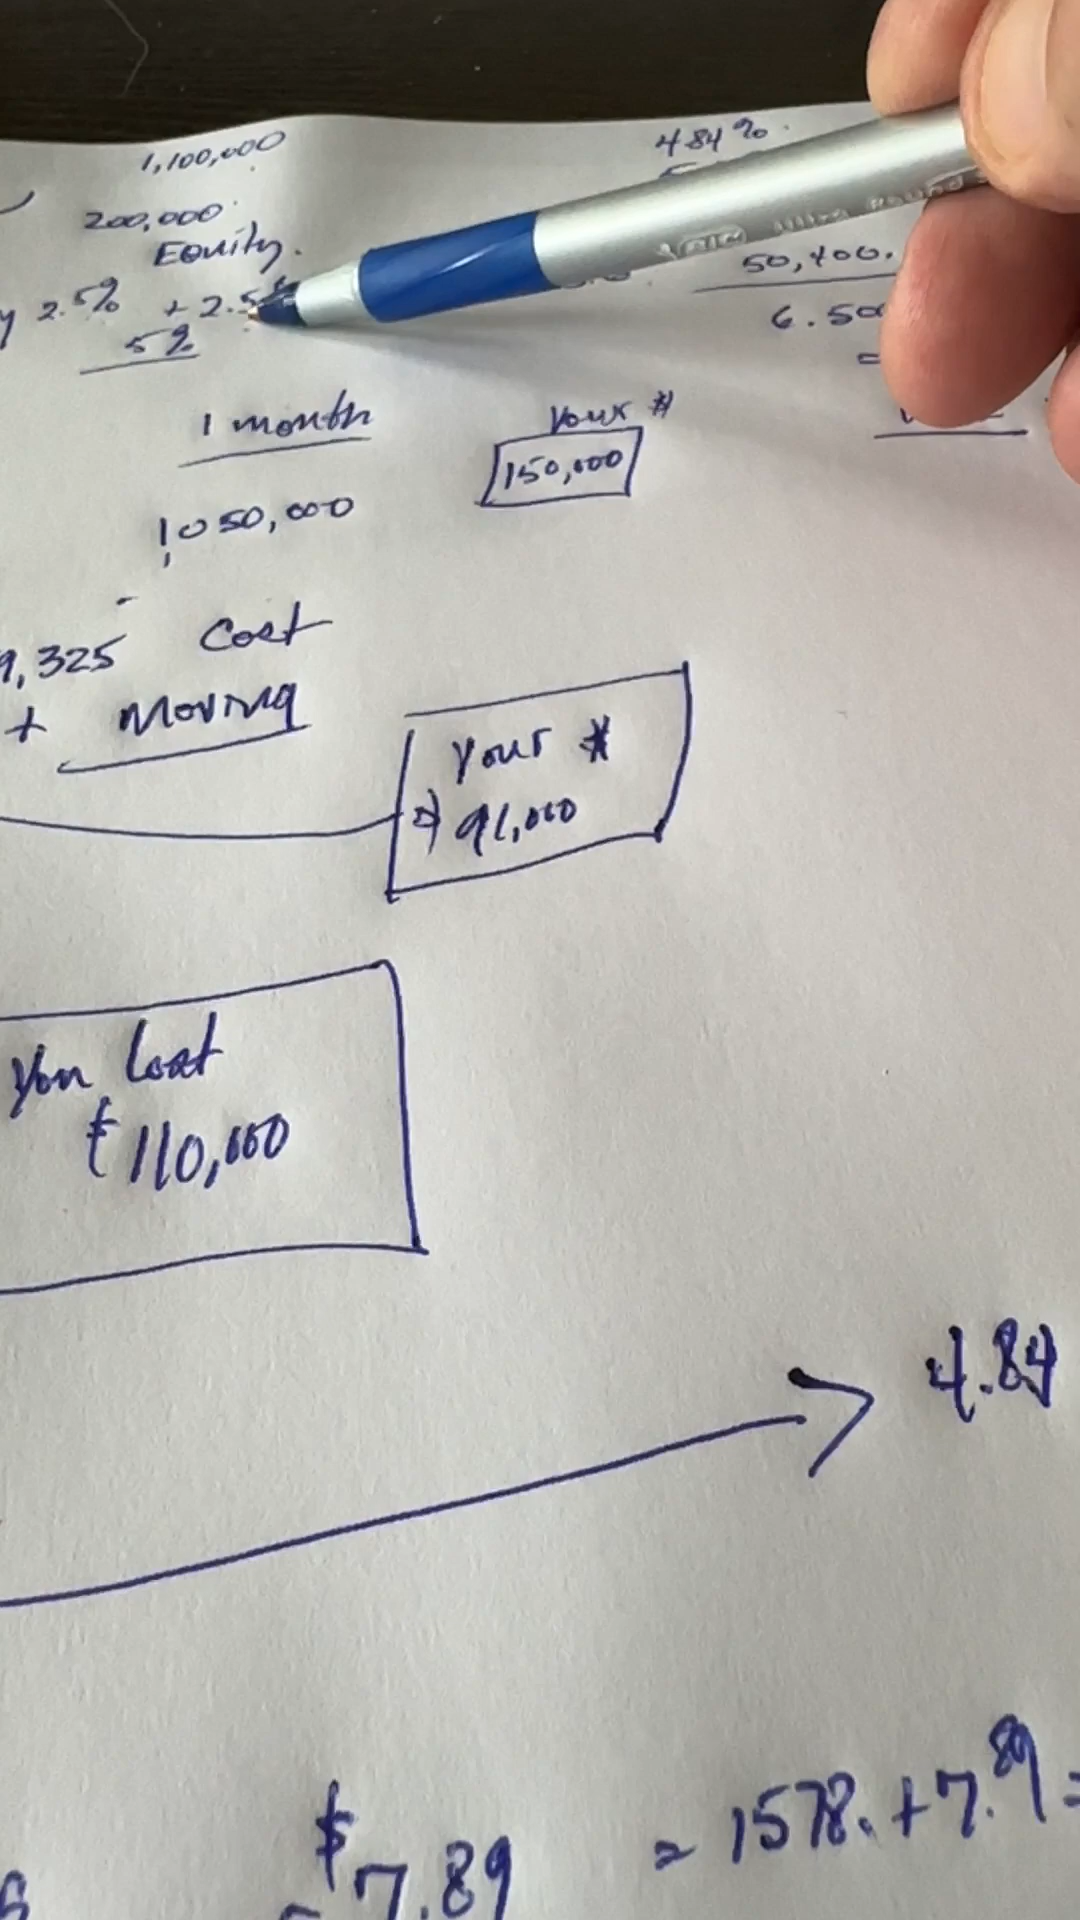 1,100,000
200,000
Equity.
2.5% + 2.5
5%
484%
50,400.
6.500
=
1 month
your #
150,000
1,050,000
9,325 Cost
+ Moving
your #
91,000
you lost
$110,000
4.84
$
7.89
= 1578. + 7.89 =